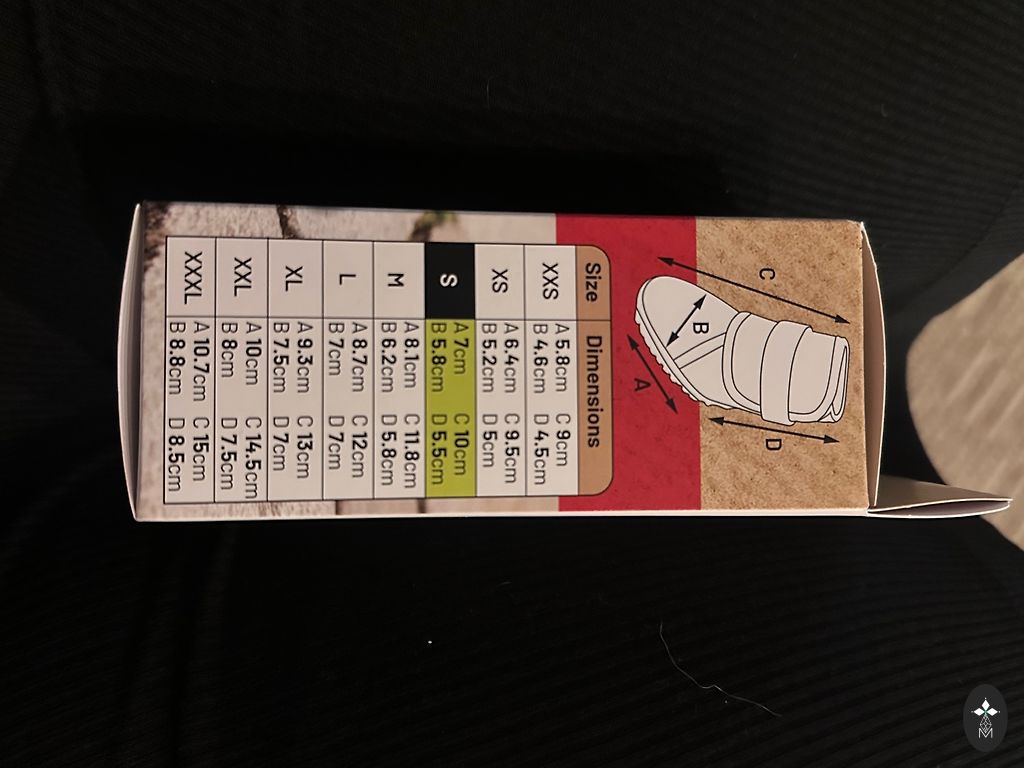 C
B
A
D
Size Dimensions
XXS A 5.8cm C 9cm
B 4.6cm D 4.5cm
XS A 6.4cm C 9.5cm
B 5.2cm D 5cm
S A 7cm C 10cm
B 5.8cm D 5.5cm
M A 8.1cm C 11.8cm
B 6.2cm D 5.8cm
L A 8.7cm C 12cm
B 7cm D 7cm
XL A 9.3cm C 13cm
B 7.5cm D 7cm
XXL A 10cm C 14.5cm
B 8cm D 7.5cm
XXXL A 10.7cm C 15cm
B 8.8cm D 8.5cm
M